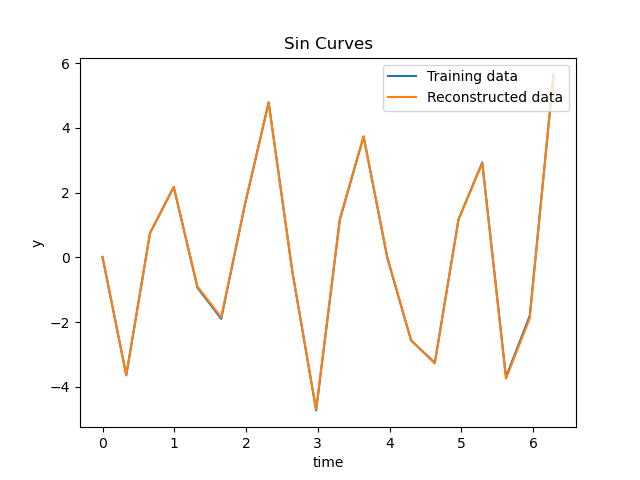 Sin Curves
Training data
Reconstructed data
6
4
2
0
−2
−4
y
0 1 2 3 4 5 6
time